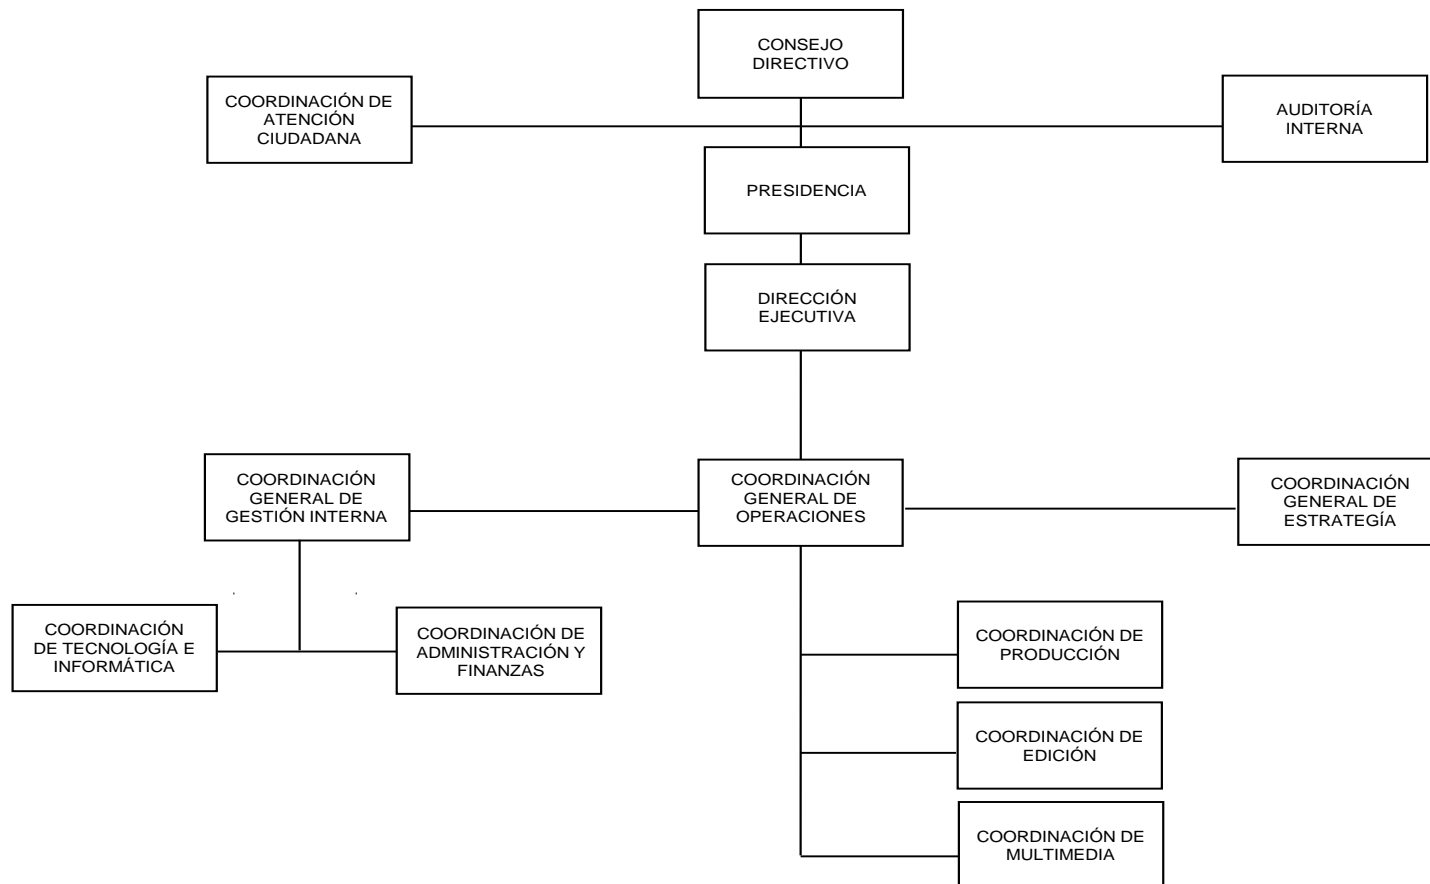 CONSEJO
DIRECTIVO
COORDINACIÓN DE
ATENCIÓN
CIUDADANA
AUDITORÍA
INTERNA
PRESIDENCIA
DIRECCIÓN
EJECUTIVA
COORDINACIÓN
GENERAL DE
GESTIÓN INTERNA
COORDINACIÓN
GENERAL DE
OPERACIONES
COORDINACIÓN
GENERAL DE
ESTRATEGÍA
COORDINACIÓN
DE TECNOLOGÍA E
INFORMÁTICA
COORDINACIÓN DE
ADMINISTRACIÓN Y
FINANZAS
COORDINACIÓN DE
PRODUCCIÓN
COORDINACIÓN DE
EDICIÓN
COORDINACIÓN DE
MULTIMEDIA